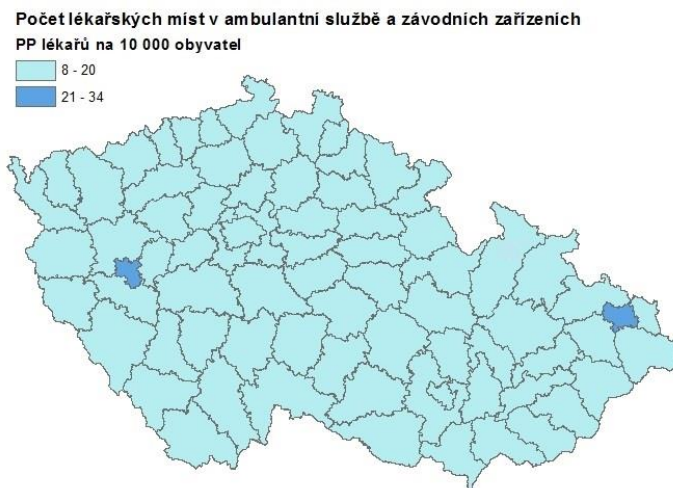 Počet lékařských míst v ambulantní službě a závodních zařízeních
PP lékařů na 10 000 obyvatel
8 - 20
21 - 34